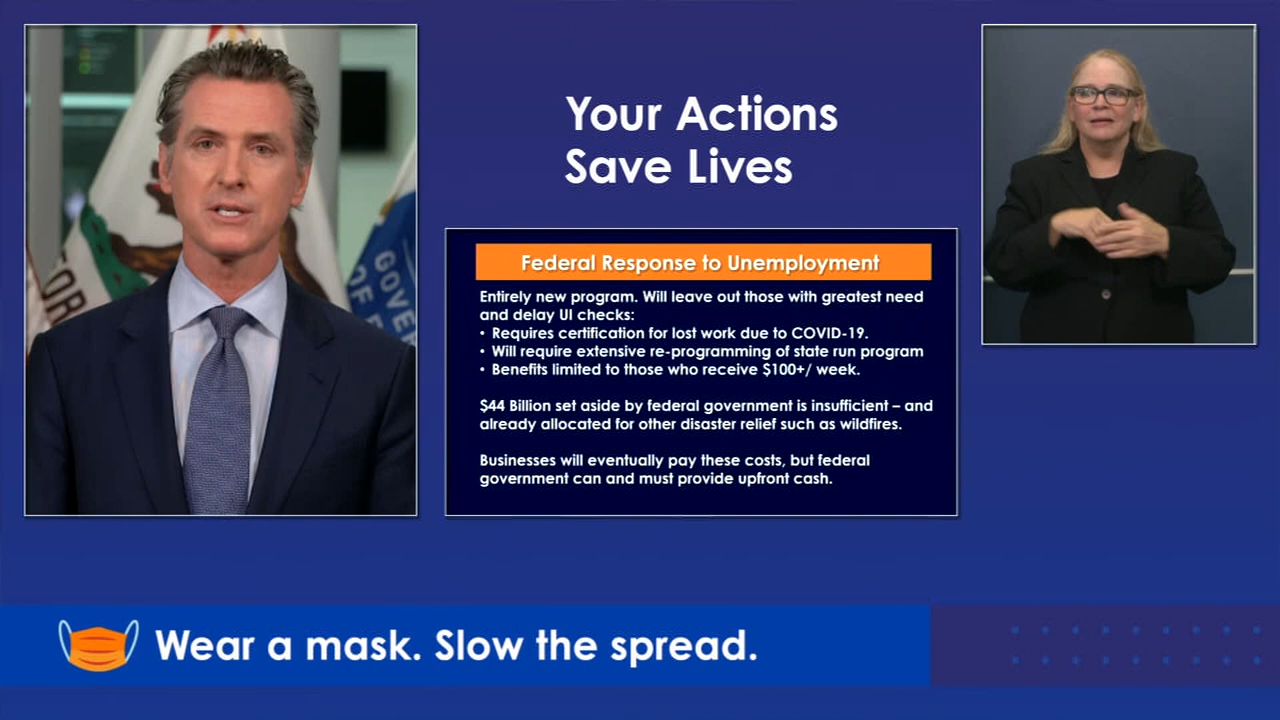 Your Actions
Save Lives
Federal Response to Unemployment
Entirely new program. Will leave out those with greatest need
and delay UI checks:
• Requires certification for lost work due to COVID-19.
• Will require extensive re-programming of state run program
• Benefits limited to those who receive $100+/ week.
$44 Billion set aside by federal government is insufficient – and
already allocated for other disaster relief such as wildfires.
Businesses will eventually pay these costs, but federal
government can and must provide upfront cash.
Wear a mask. Slow the spread.
FOR
GOVE
OF